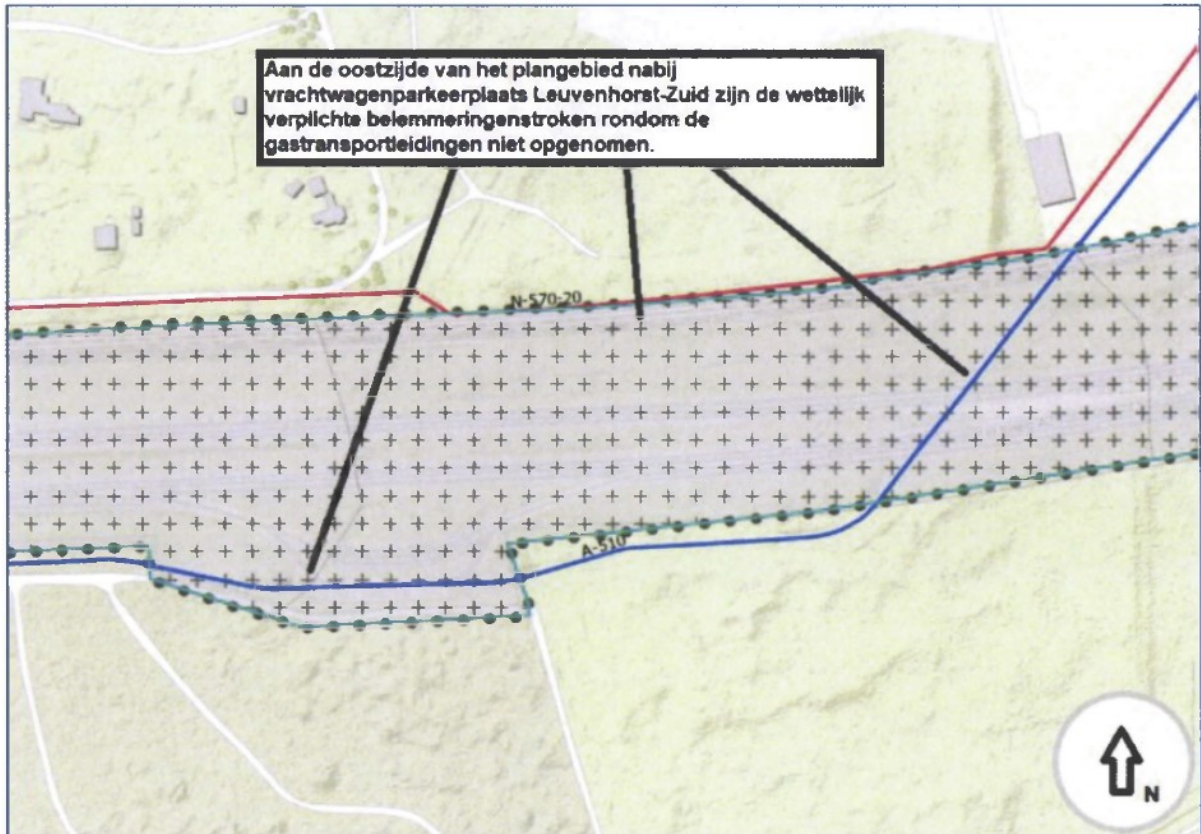 Aan de oostzijde van het plangebied nabij
vrachtwagenparkeerplaats Leuvenhorst-Zuid zijn de wettelijk
verplichte belemmeringenstroken rondom de
gastransportleidingen niet opgenomen.
N-570-20
A-510
N